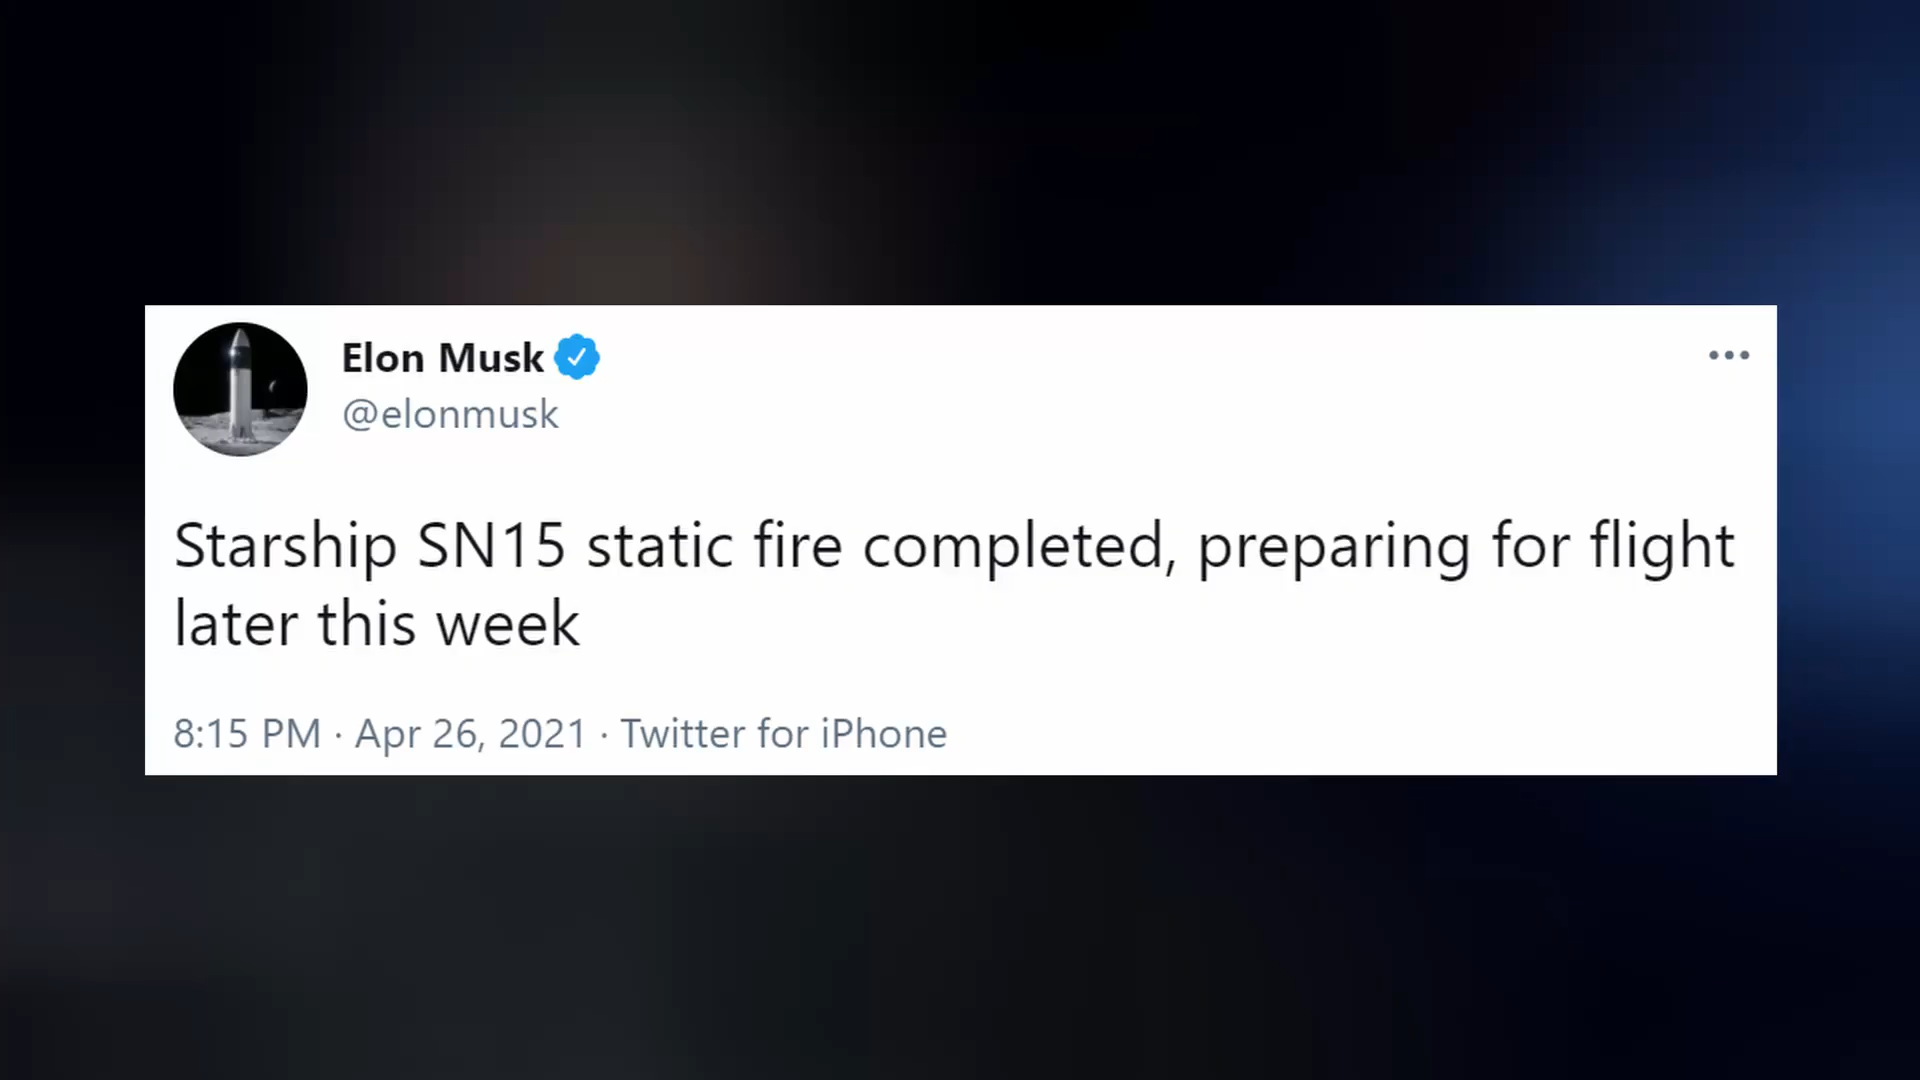 Elon Musk
@elonmusk
Starship SN15 static fire completed, preparing for flight
later this week
8:15 PM · Apr 26, 2021 · Twitter for iPhone